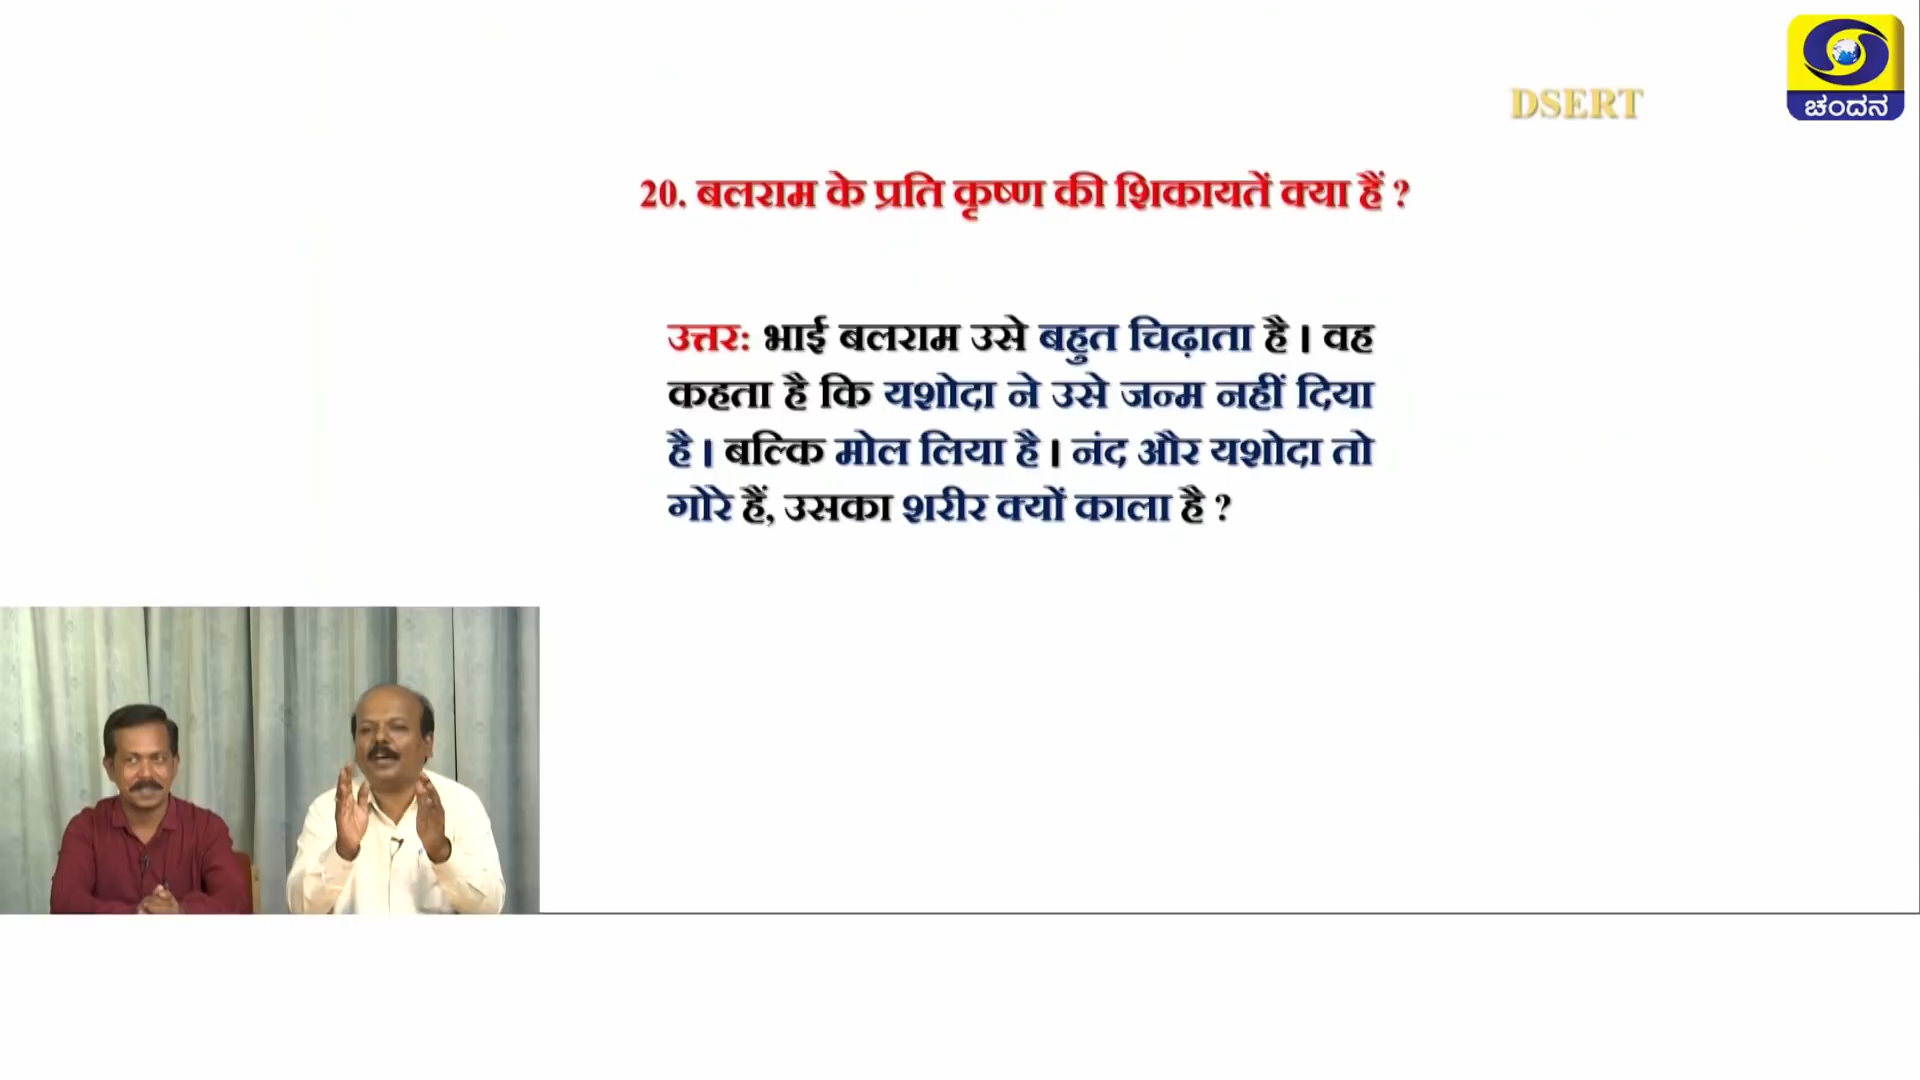 ಚಂದನ
DSERT
20. बलराम के प्रति कृष्ण की शिकायतें क्या हैं ?
उत्तर: भाई बलराम उसे बहुत चिढ़ाता है । वह
कहता है कि यशोदा ने उसे जन्म नहीं दिया
है । बल्कि मोल लिया है । नंद और यशोदा तो
गोरे हैं, उसका शरीर क्यों काला है ?